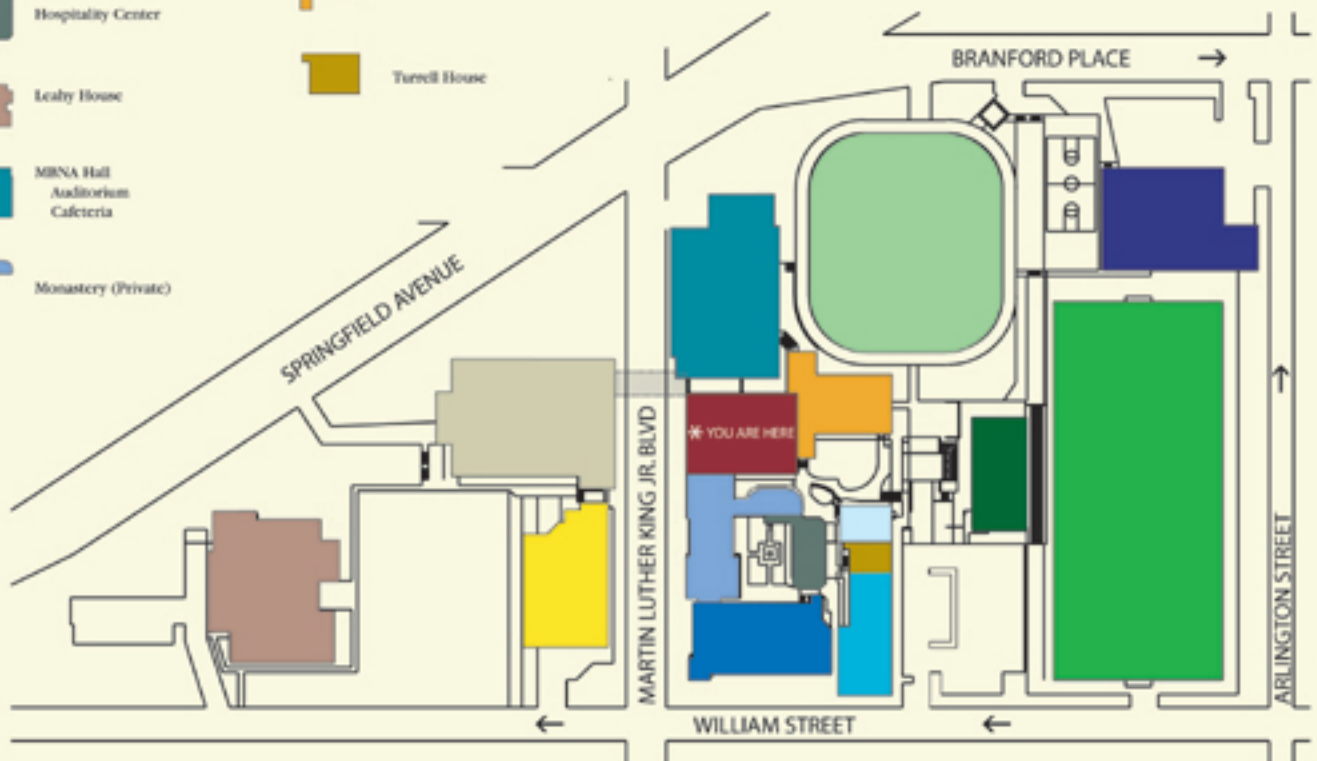 Hospitality Center
Turrell House
Leahy House
MBNA Hall
Auditorium
Cafeteria
Monastery (Private)
BRANFORD PLACE
SPRINGFIELD AVENUE
YOU ARE HERE
MARTIN LUTHER KING JR. BLVD
ARLINGTON STREET
WILLIAM STREET